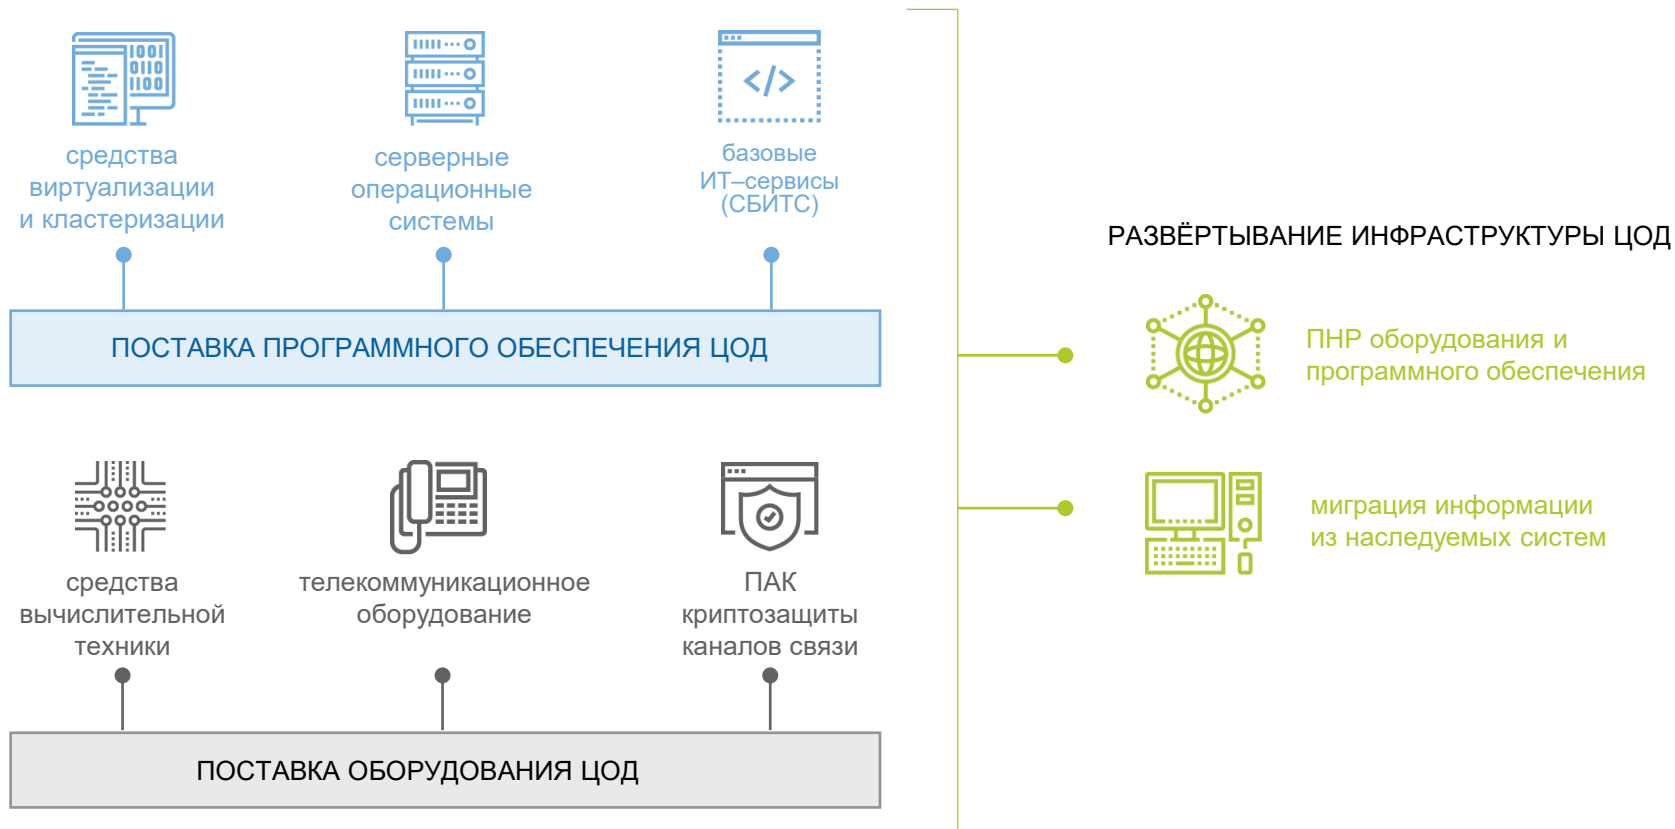 средства
виртуализации
и кластеризации
серверные
операционные
системы
базовые
ИТ–сервисы
(СБИТС)
ПОСТАВКА ПРОГРАММНОГО ОБЕСПЕЧЕНИЯ ЦОД
средства
вычислительной
техники
телекоммуникационное
оборудование
ПАК
криптозащиты
каналов связи
ПОСТАВКА ОБОРУДОВАНИЯ ЦОД
РАЗВЁРТЫВАНИЕ ИНФРАСТРУКТУРЫ ЦОД
ПНР оборудования и
программного обеспечения
миграция информации
из наследуемых систем